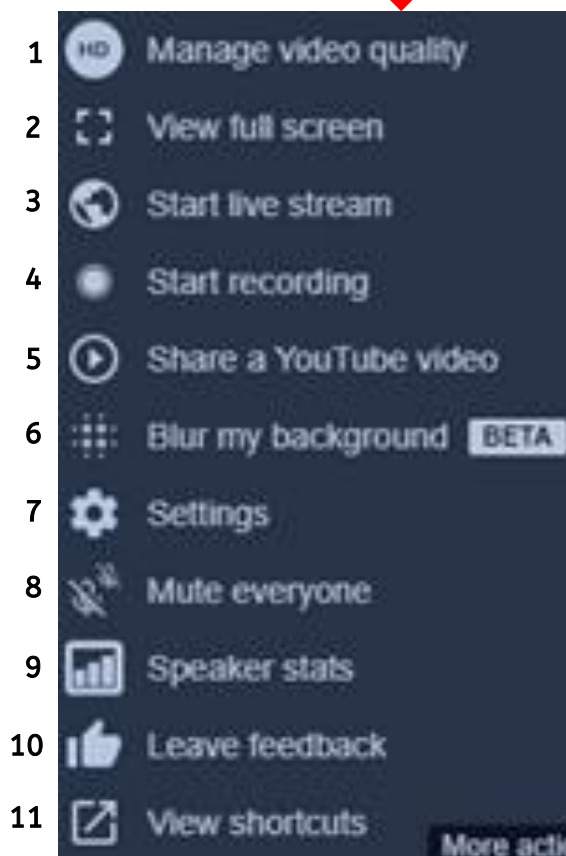 1 HD Manage video quality
2 View full screen
3 Start live stream
4 Start recording
5 Share a YouTube video
6 Blur my background BETA
7 Settings
8 Mute everyone
9 Speaker stats
10 Leave feedback
11 View shortcuts
More